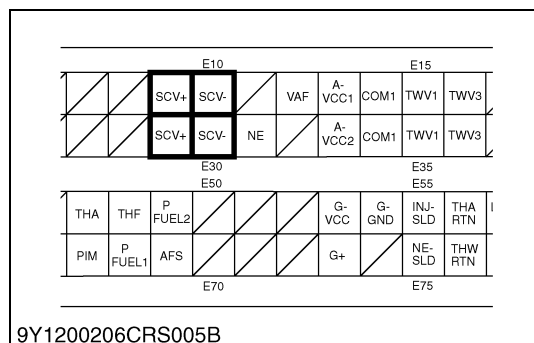 E10 E15
SCV+ SCV- VAF A-VCC1 COM1 TWV1 TWV3
SCV+ SCV- NE A-VCC2 COM1 TWV1 TWV3
E30 E35
E50 E55
THA THF P FUEL2 G-VCC G-GND INJ-SLD THA RTN
PIM P FUEL1 AFS G+ NE-SLD THW RTN
E70 E75
9Y1200206CRS005B